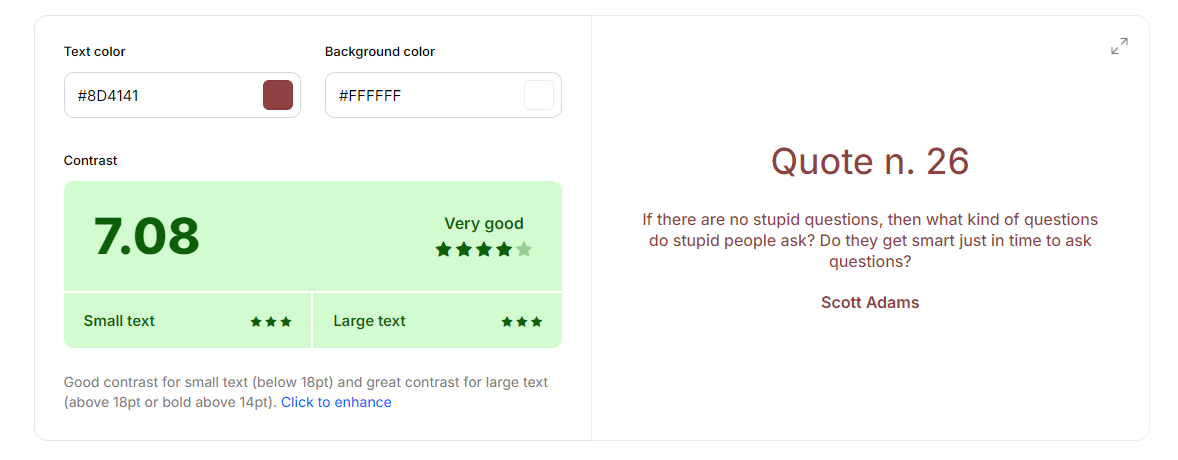 Text color
#8D4141
Background color
#FFFFFF
Contrast
7.08
Very good
Small text
Large text
Good contrast for small text (below 18pt) and great contrast for large text
(above 18pt or bold above 14pt). Click to enhance
Quote n. 26
If there are no stupid questions, then what kind of questions
do stupid people ask? Do they get smart just in time to ask
questions?
Scott Adams